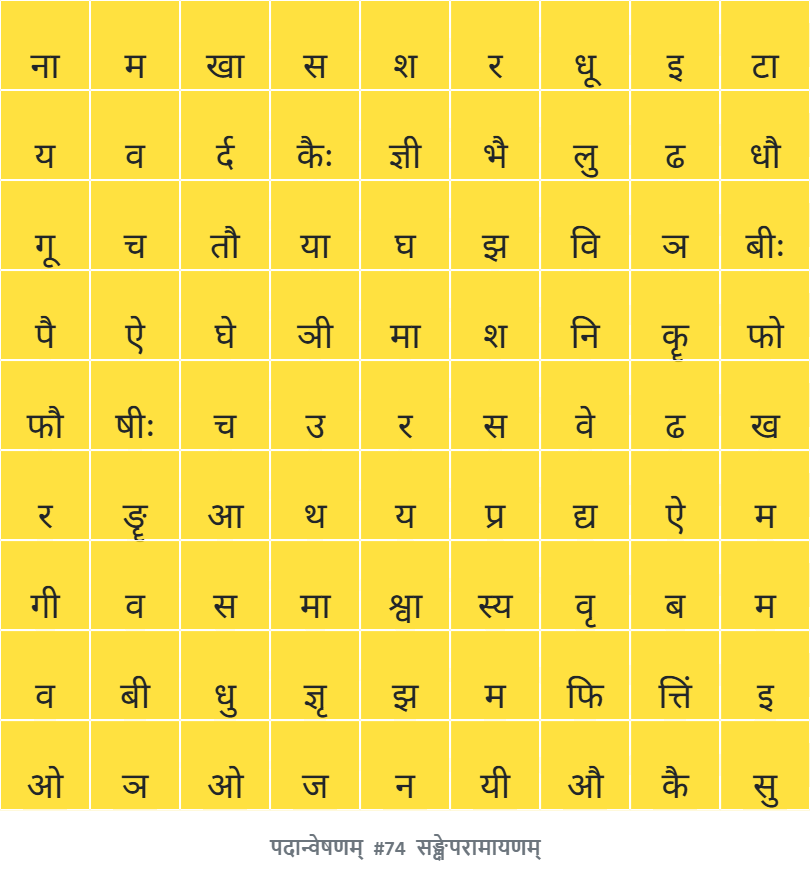 ना म खा स श र धू इ टा
य व र्द कैः ज्ञी भै लु ढ धौ
गू च तौ या घ झ वि ञ बीः
पै ऐ घे ञी मा श नि कॄ फो
फौ षीः च उ र स वे ढ ख
र ङॄ आ थ य प्र द्य ऐ म
गी व स मा श्वा स्य वृ ब म
व बी धु ज्ञृ झ म फि त्तिं इ
ओ ञ ओ ज न यी औ कै सु
पदान्वेषणम् #74 सङ्क्षेपरामायणम्